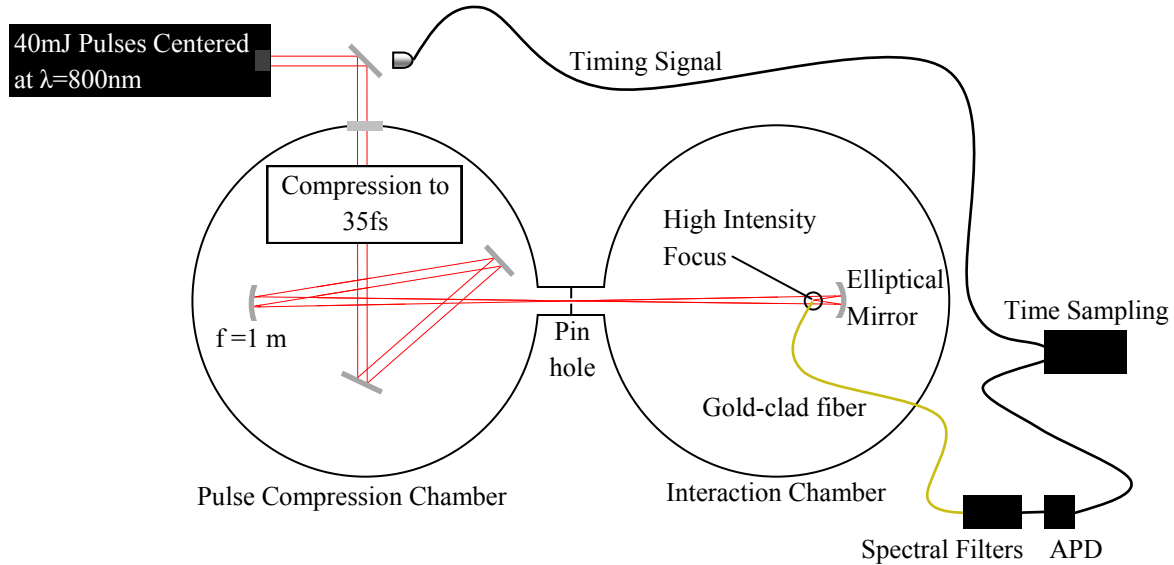 40mJ Pulses Centered
at λ=800nm
Timing Signal
Compression to
35fs
High Intensity
Focus
Elliptical
Mirror
Time Sampling
f =1 m
Pin
hole
Gold-clad fiber
Pulse Compression Chamber
Interaction Chamber
Spectral Filters
APD